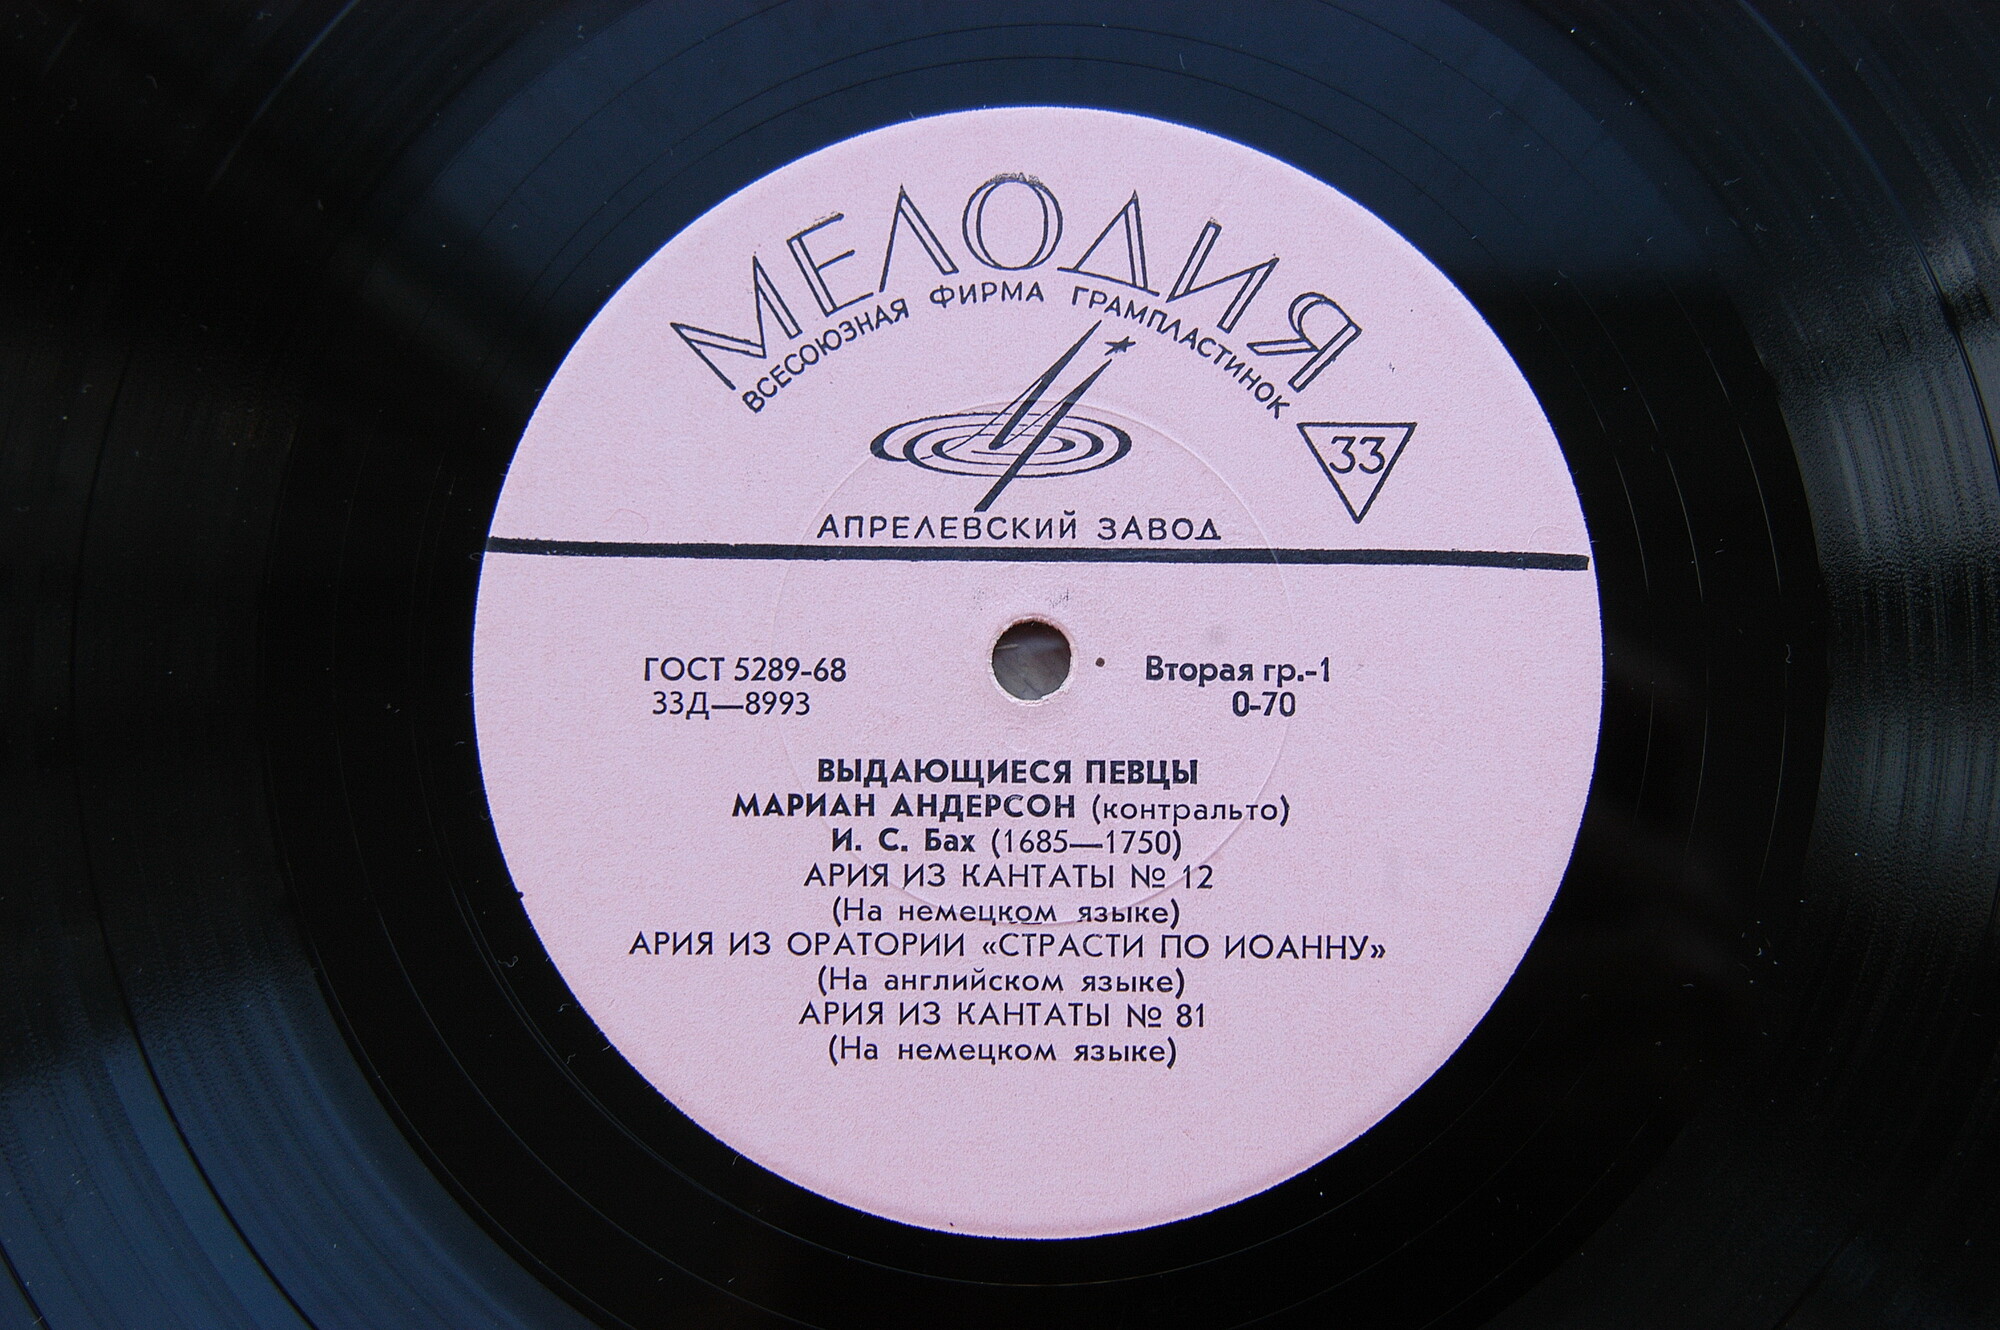 МЕЛОДИЯ
ВСЕСОЮЗНАЯ ФИРМА ГРАМПЛАСТИНОК
33
АПРЕЛЕВСКИЙ ЗАВОД
ГОСТ 5289-68
33Д—8993
Вторая гр.-1
0-70
ВЫДАЮЩИЕСЯ ПЕВЦЫ
МАРИАН АНДЕРСОН (контральто)
И. С. Бах (1685—1750)
АРИЯ ИЗ КАНТАТЫ № 12
(На немецком языке)
АРИЯ ИЗ ОРАТОРИИ «СТРАСТИ ПО ИОАННУ»
(На английском языке)
АРИЯ ИЗ КАНТАТЫ № 81
(На немецком языке)